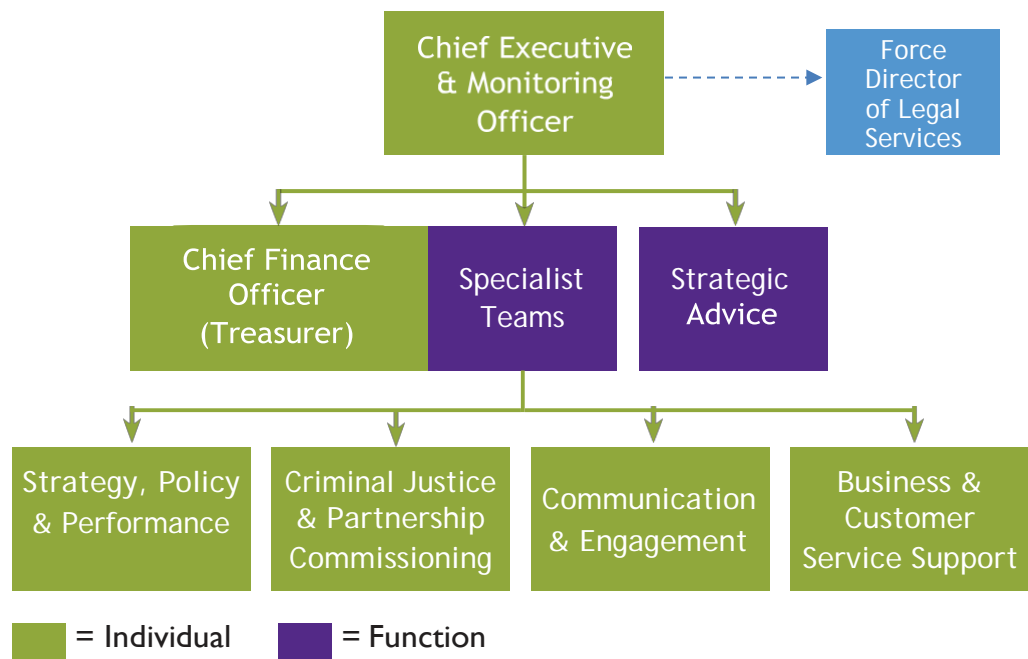 Chief Executive
& Monitoring
Officer
Force
Director
of Legal
Services
Chief Finance
Officer
(Treasurer)
Specialist
Teams
Strategic
Advice
Strategy, Policy
& Performance
Criminal Justice
& Partnership
Commissioning
Communication
& Engagement
Business &
Customer
Service Support
= Individual
= Function